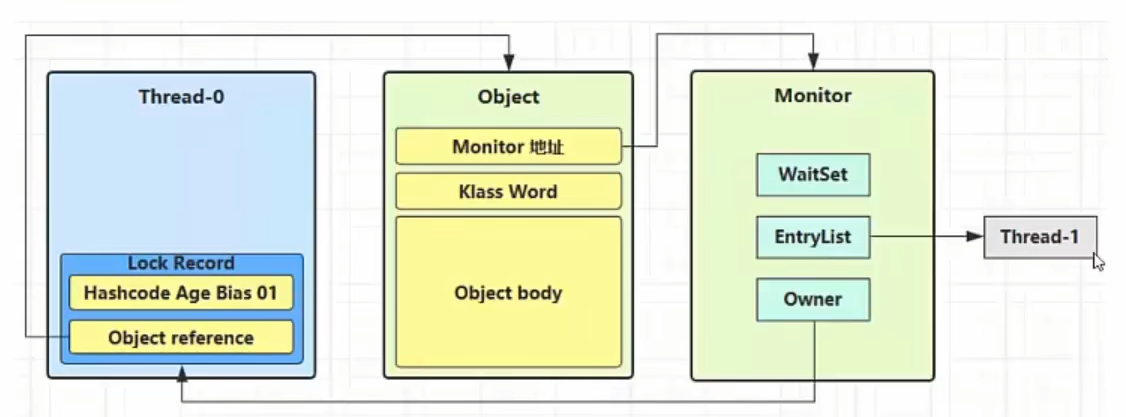 Thread-0
Lock Record
Hashcode Age Bias 01
Object reference
Object
Monitor 地址
Klass Word
Object body
Monitor
WaitSet
EntryList
Owner
Thread-1